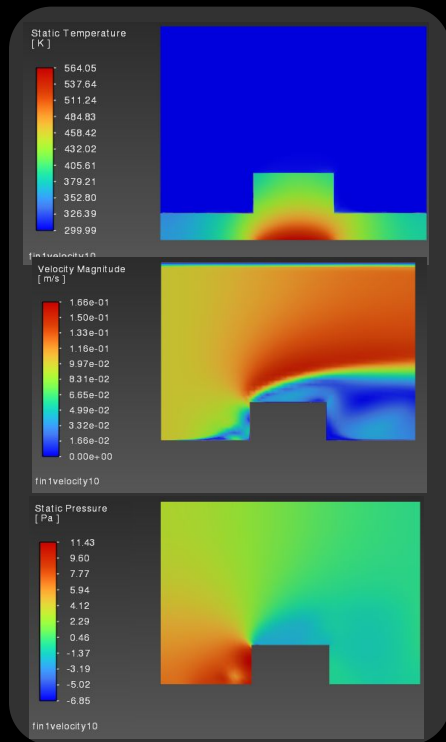 Static Temperature
[ K ]
564.05
537.64
511.24
484.83
458.42
432.02
405.61
379.21
352.80
326.39
299.99
fin1velocity10
Velocity Magnitude
[ m/s ]
1.66e-01
1.50e-01
1.33e-01
1.16e-01
9.97e-02
8.31e-02
6.65e-02
4.99e-02
3.32e-02
1.66e-02
0.00e+00
fin1velocity10
Static Pressure
[ Pa ]
11.43
9.60
7.77
5.94
4.12
2.29
0.46
-1.37
-3.19
-5.02
-6.85
fin1velocity10